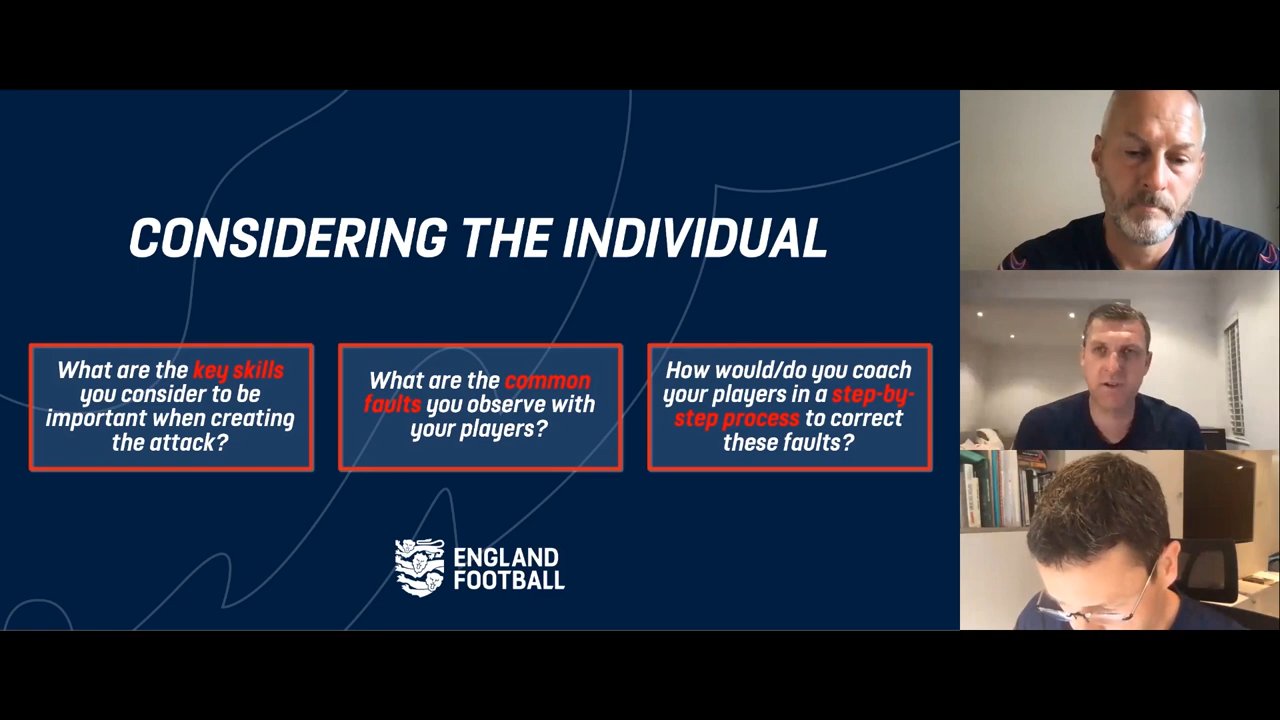 CONSIDERING THE INDIVIDUAL
What are the key skills
you consider to be
important when creating
the attack?
What are the common
faults you observe with
your players?
How would/do you coach
your players in a step-by-
step process to correct
these faults?
ENGLAND
FOOTBALL